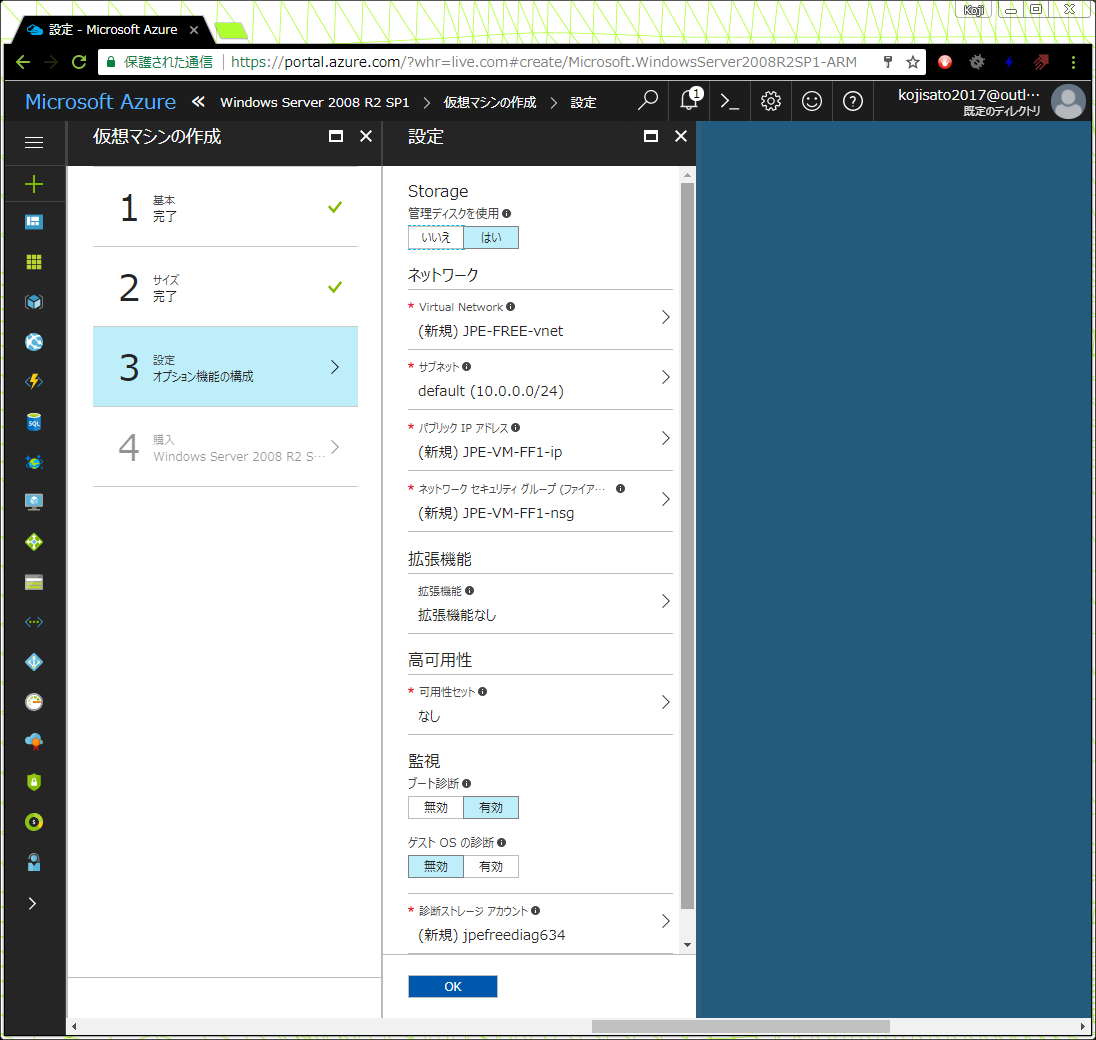 Koji
設定 - Microsoft Azure
保護された通信
https://portal.azure.com/?whr=live.com#create/Microsoft.WindowsServer2008R2SP1-ARM
Microsoft Azure
Windows Server 2008 R2 SP1 > 仮想マシンの作成 > 設定
1
kojisato2017@outl…
既定のディレクトリ
仮想マシンの作成
1
基本
完了
2
サイズ
完了
3
設定
オプション機能の構成
4
購入
Windows Server 2008 R2 S…
SQL
設定
Storage
管理ディスクを使用
いいえ はい
ネットワーク
* Virtual Network
(新規) JPE-FREE-vnet
* サブネット
default (10.0.0.0/24)
* パブリック IP アドレス
(新規) JPE-VM-FF1-ip
* ネットワーク セキュリティ グループ (ファイア…
(新規) JPE-VM-FF1-nsg
拡張機能
拡張機能
拡張機能なし
高可用性
* 可用性セット
なし
監視
ブート診断
無効 有効
ゲスト OS の診断
無効 有効
* 診断ストレージ アカウント
(新規) jpefreediag634
OK